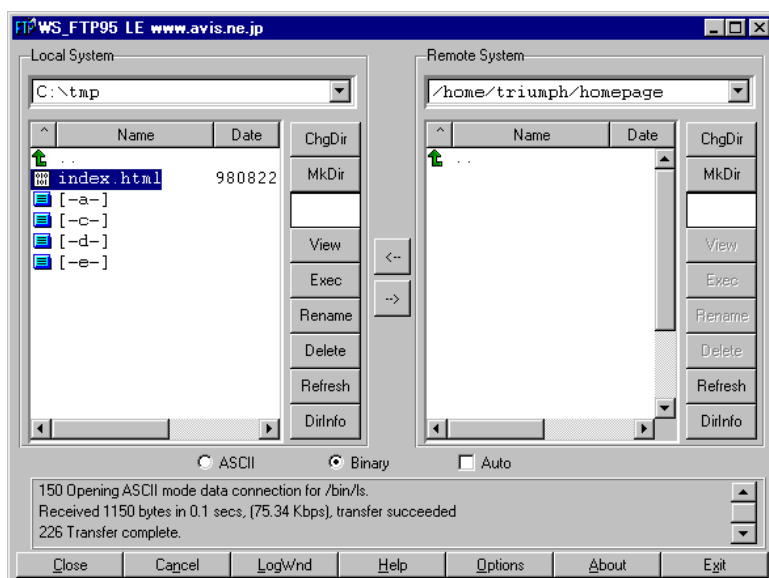 WS_FTP95 LE www.avis.ne.jp
Local System
C:\tmp
^ Name Date
..
index.html 980822
[-a-]
[-c-]
[-d-]
[-e-]
ChgDir
MkDir
View
Exec
Rename
Delete
Refresh
DirInfo
<--
-->
Remote System
/home/triumph/homepage
^ Name Date
..
ChgDir
MkDir
View
Exec
Rename
Delete
Refresh
DirInfo
ASCII Binary Auto
150 Opening ASCII mode data connection for /bin/ls.
Received 1150 bytes in 0.1 secs, (75.34 Kbps), transfer succeeded
226 Transfer complete.
Close Cancel LogWnd Help Options About Exit